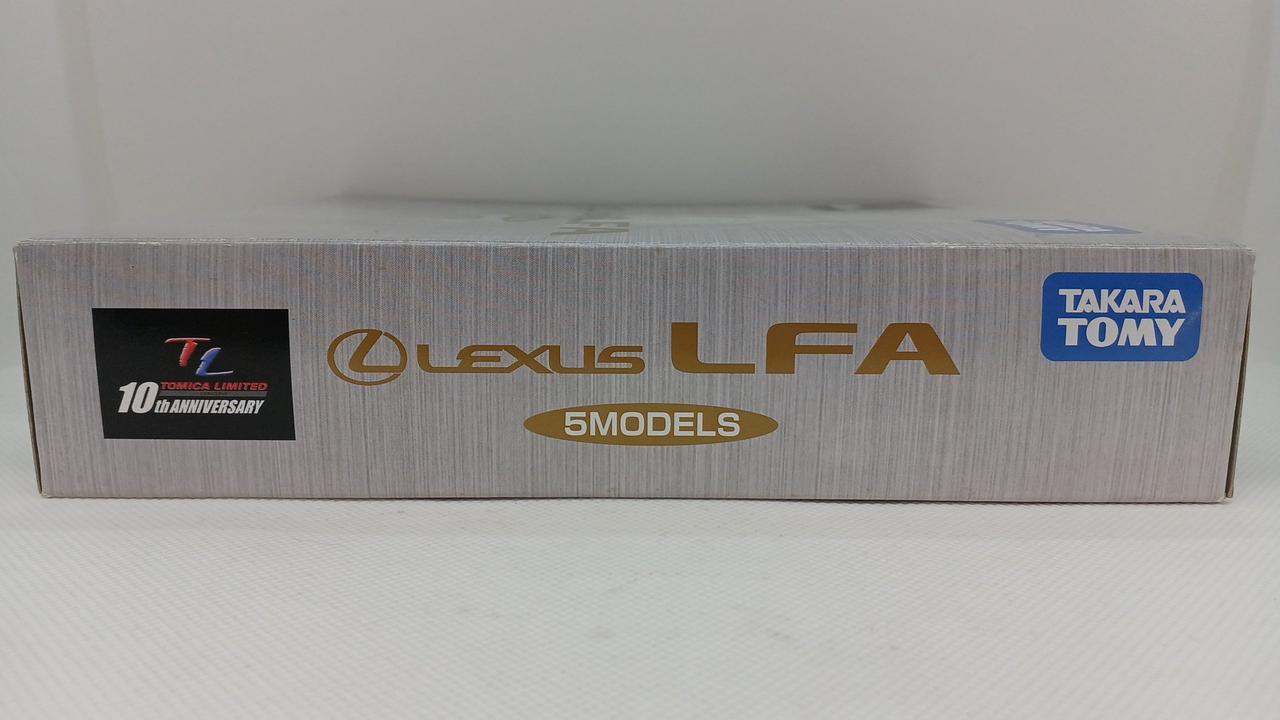 TL
TOMICA LIMITED
10th ANNIVERSARY
LEXUS LFA
5MODELS
TAKARA
TOMY